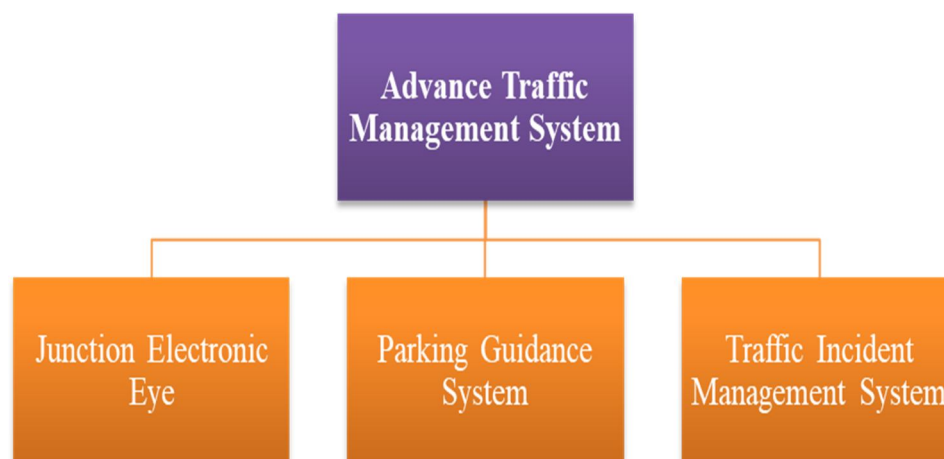 Advance Traffic
Management System
Junction Electronic
Eye
Parking Guidance
System
Traffic Incident
Management System